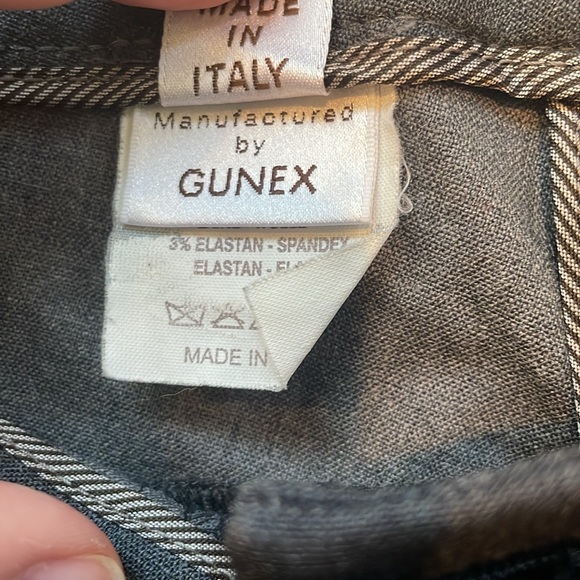 MADE
IN
ITALY
Manufactured
by
GUNEX
3% ELASTAN - SPANDEX
ELASTAN -
MADE IN